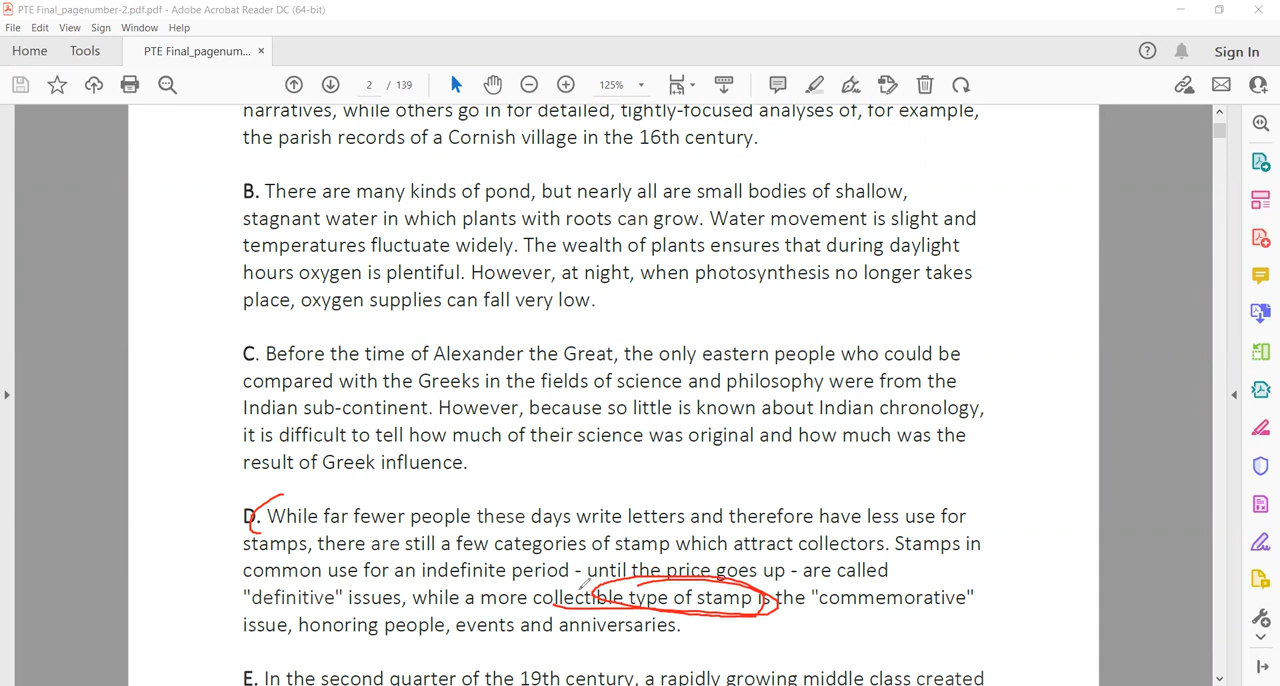 PTE Final_pagenumber-2.pdf.pdf - Adobe Acrobat Reader DC (64-bit)
File Edit View Sign Window Help
Home Tools PTE Final_pagenum... × Sign In
2 / 139 125%
narratives, while others go in for detailed, tightly-focused analyses of, for example,
the parish records of a Cornish village in the 16th century.
B. There are many kinds of pond, but nearly all are small bodies of shallow,
stagnant water in which plants with roots can grow. Water movement is slight and
temperatures fluctuate widely. The wealth of plants ensures that during daylight
hours oxygen is plentiful. However, at night, when photosynthesis no longer takes
place, oxygen supplies can fall very low.
C. Before the time of Alexander the Great, the only eastern people who could be
compared with the Greeks in the fields of science and philosophy were from the
Indian sub-continent. However, because so little is known about Indian chronology,
it is difficult to tell how much of their science was original and how much was the
result of Greek influence.
D. While far fewer people these days write letters and therefore have less use for
stamps, there are still a few categories of stamp which attract collectors. Stamps in
common use for an indefinite period - until the price goes up - are called
"definitive" issues, while a more collectible type of stamp is the "commemorative"
issue, honoring people, events and anniversaries.
E. In the second quarter of the 19th century, a rapidly growing middle class created